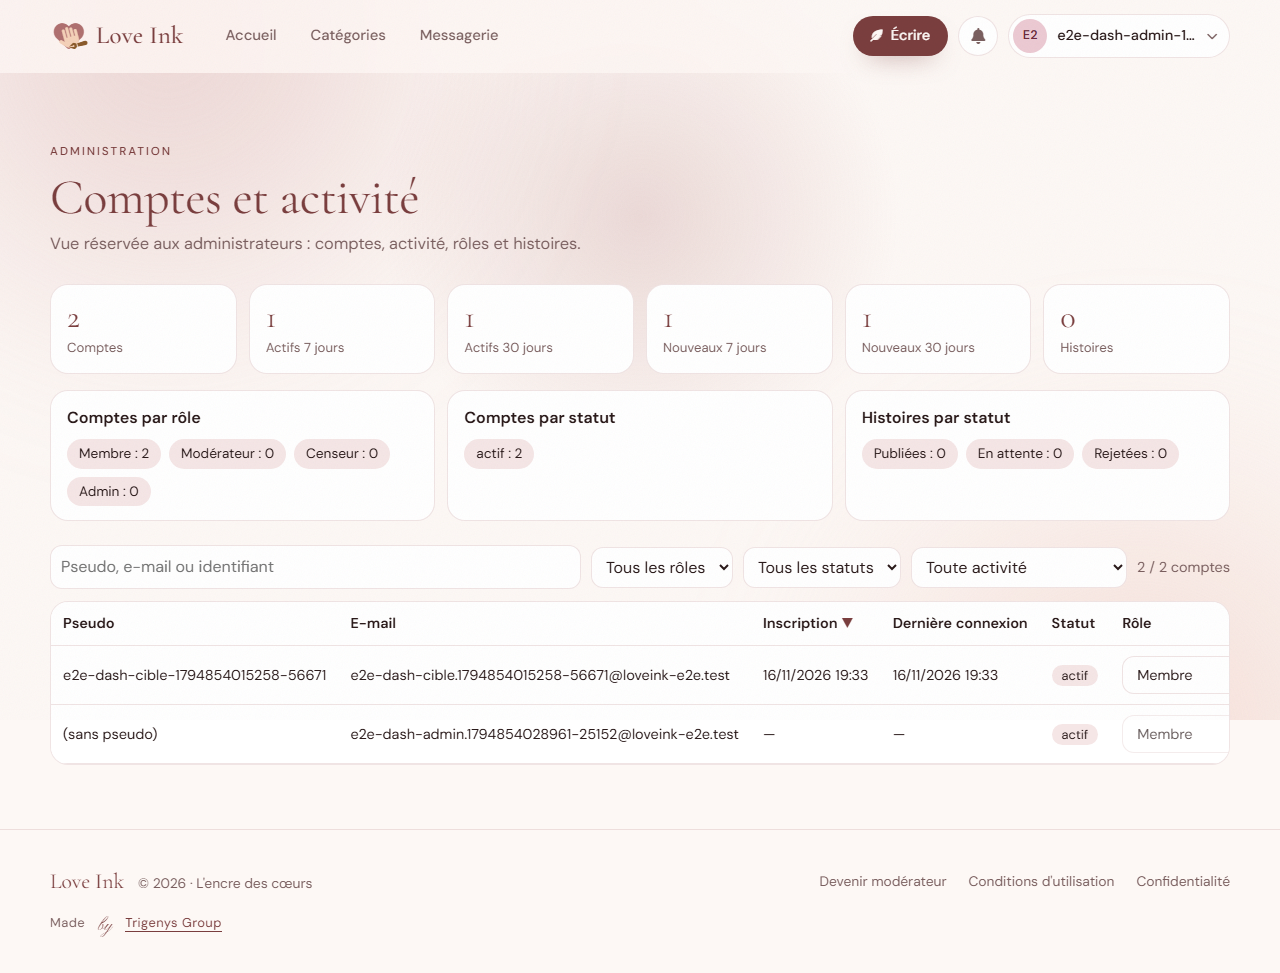 Love Ink
Accueil
Catégories
Messagerie
Écrire
E2
e2e-dash-admin-1...
ADMINISTRATION
Comptes et activité
Vue réservée aux administrateurs : comptes, activité, rôles et histoires.
2
Comptes
1
Actifs 7 jours
1
Actifs 30 jours
1
Nouveaux 7 jours
1
Nouveaux 30 jours
0
Histoires
Comptes par rôle
Membre : 2
Modérateur : 0
Censeur : 0
Admin : 0
Comptes par statut
actif : 2
Histoires par statut
Publiées : 0
En attente : 0
Rejetées : 0
Pseudo, e-mail ou identifiant
Tous les rôles
Tous les statuts
Toute activité
2 / 2 comptes
Pseudo E-mail Inscription ▼ Dernière connexion Statut Rôle
e2e-dash-cible-1794854015258-56671 e2e-dash-cible.1794854015258-56671@loveink-e2e.test 16/11/2026 19:33 16/11/2026 19:33 actif Membre
(sans pseudo) e2e-dash-admin.1794854028961-25152@loveink-e2e.test — — actif Membre
Love Ink © 2026 · L'encre des cœurs
Devenir modérateur
Conditions d'utilisation
Confidentialité
Made by Trigenys Group